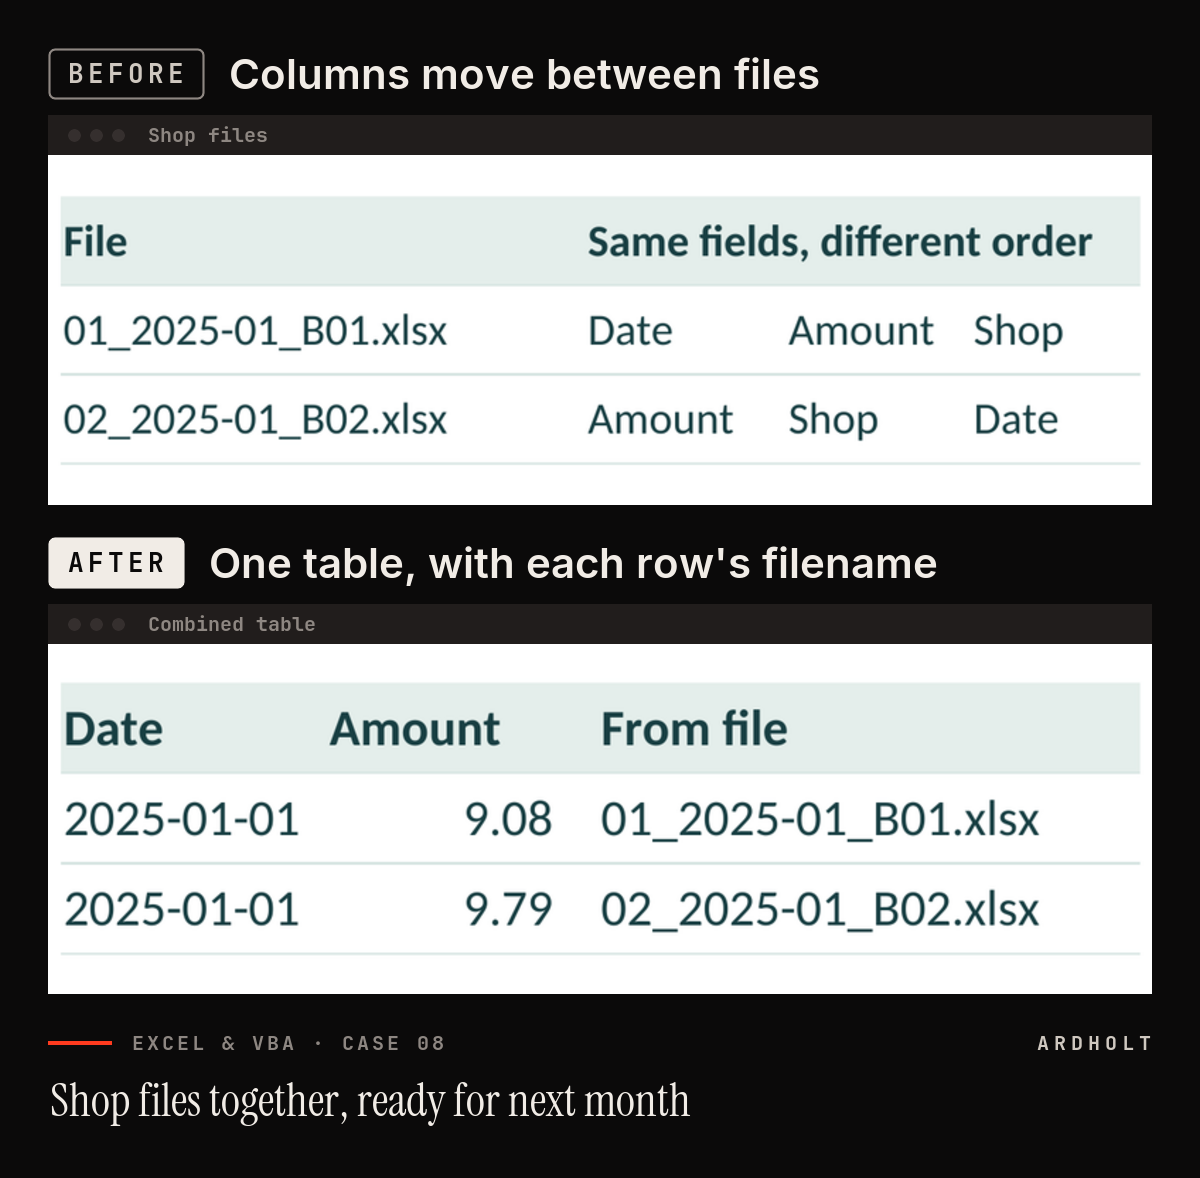 BEFORE Columns move between files
Shop files
File Same fields, different order
01_2025-01_B01.xlsx Date Amount Shop
02_2025-01_B02.xlsx Amount Shop Date
AFTER One table, with each row's filename
Combined table
Date Amount From file
2025-01-01 9.08 01_2025-01_B01.xlsx
2025-01-01 9.79 02_2025-01_B02.xlsx
EXCEL & VBA · CASE 08 ARDHOLT
Shop files together, ready for next month